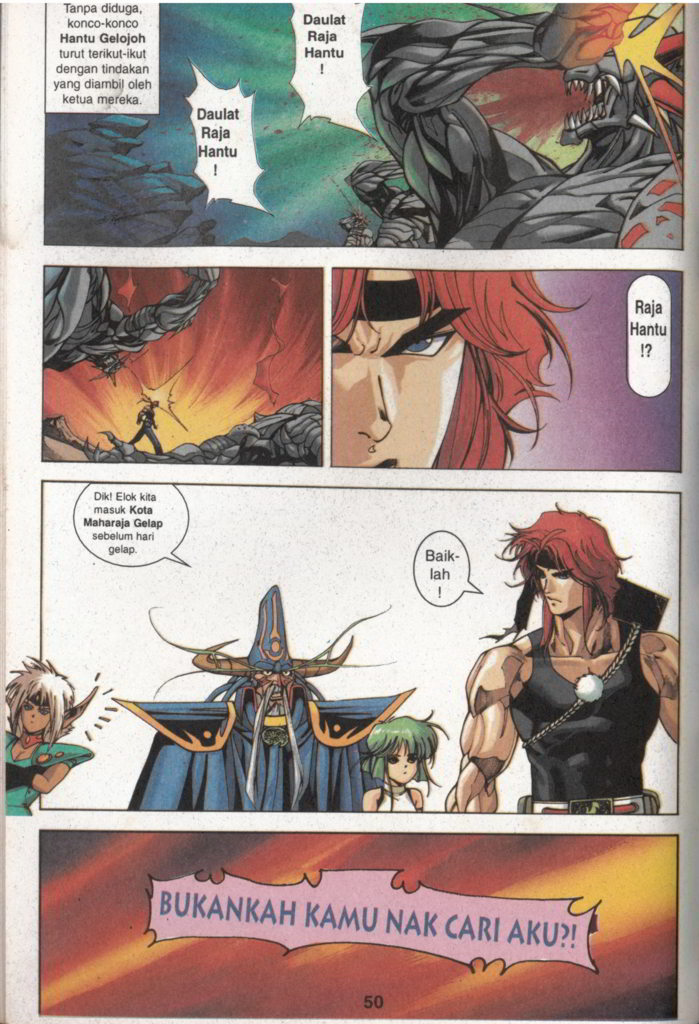 Tanpa diduga,
konco-konco
Hantu Gelojoh
turut terikut-ikut
dengan tindakan
yang diambil oleh
ketua mereka.
Daulat
Raja
Hantu
!
Daulat
Raja
Hantu
!
Raja
Hantu
!?
Dik! Elok kita
masuk Kota
Maharaja Gelap
sebelum hari
gelap.
Baik-
lah
!
BUKANKAH KAMU NAK CARI AKU?!
50